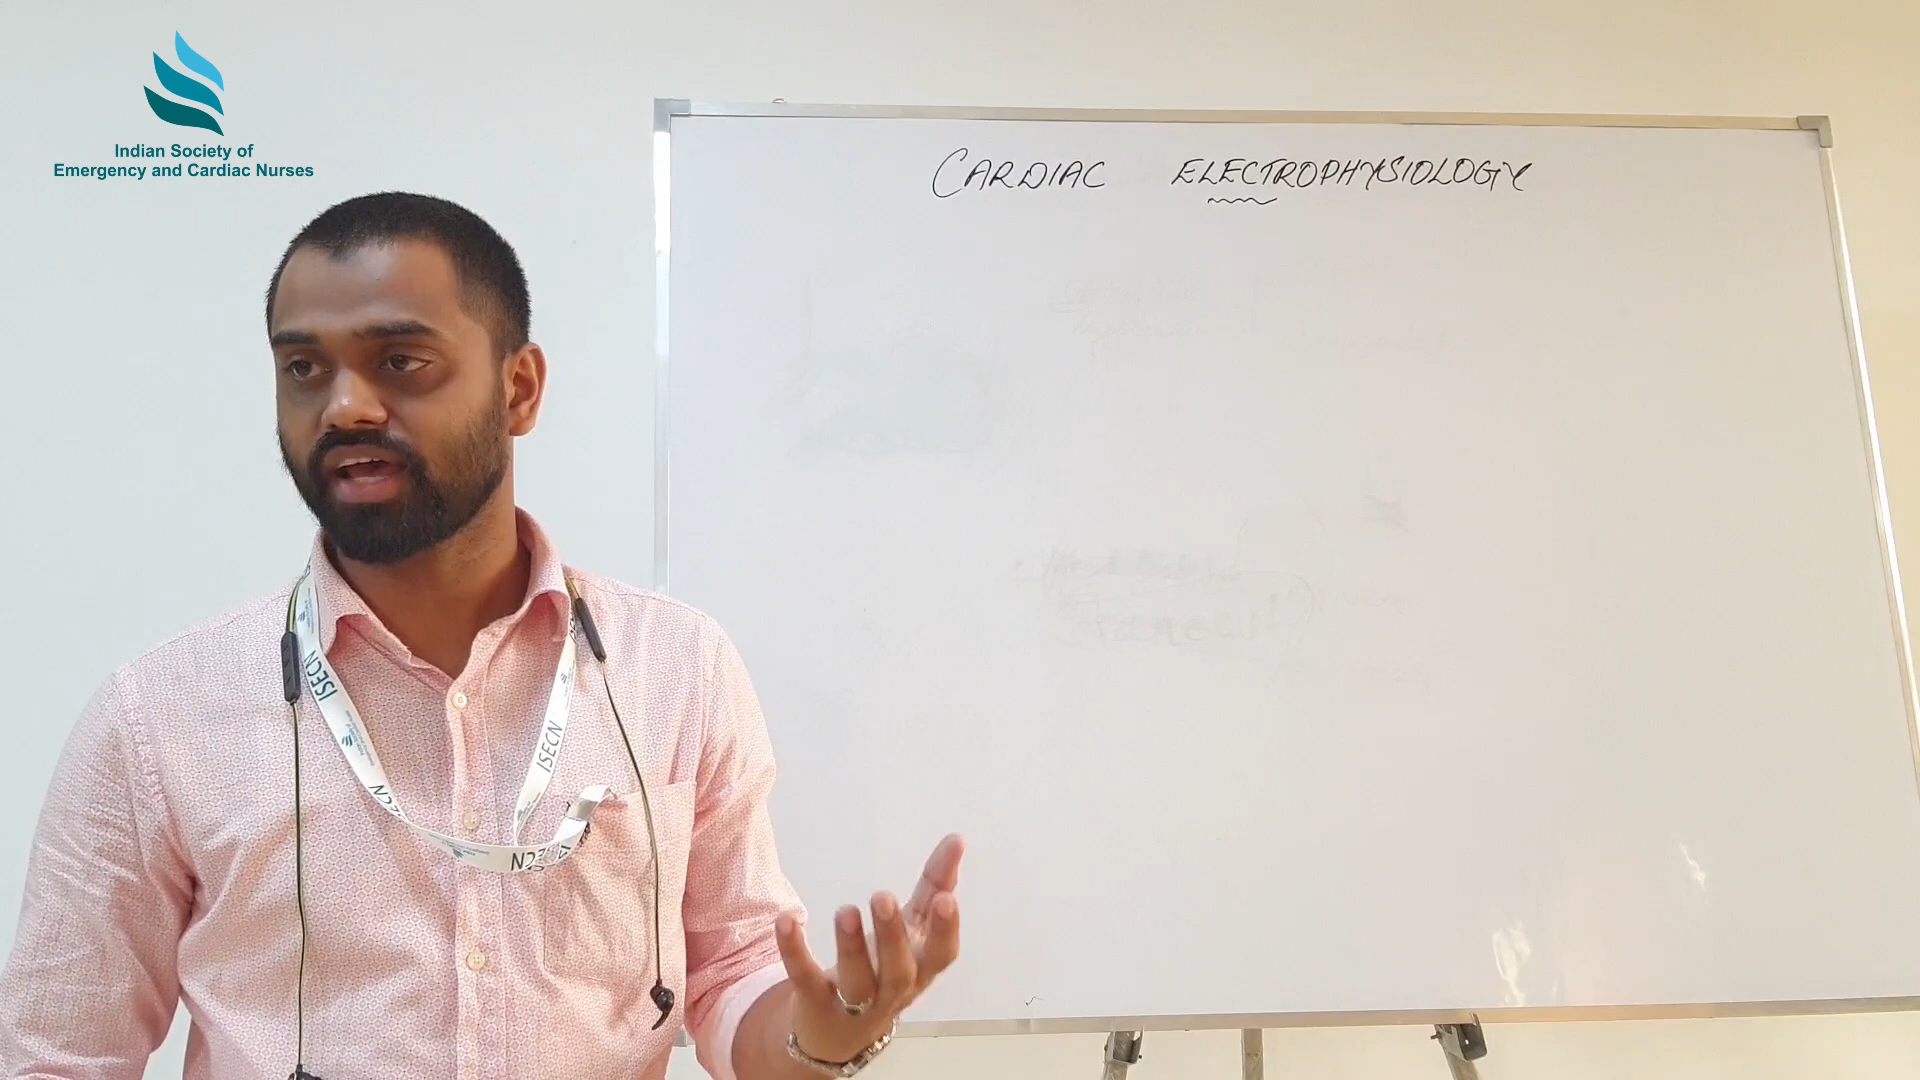 Indian Society of
Emergency and Cardiac Nurses
CARDIAC ELECTROPHYSIOLOGY
ISECN
ISECN
ISECN